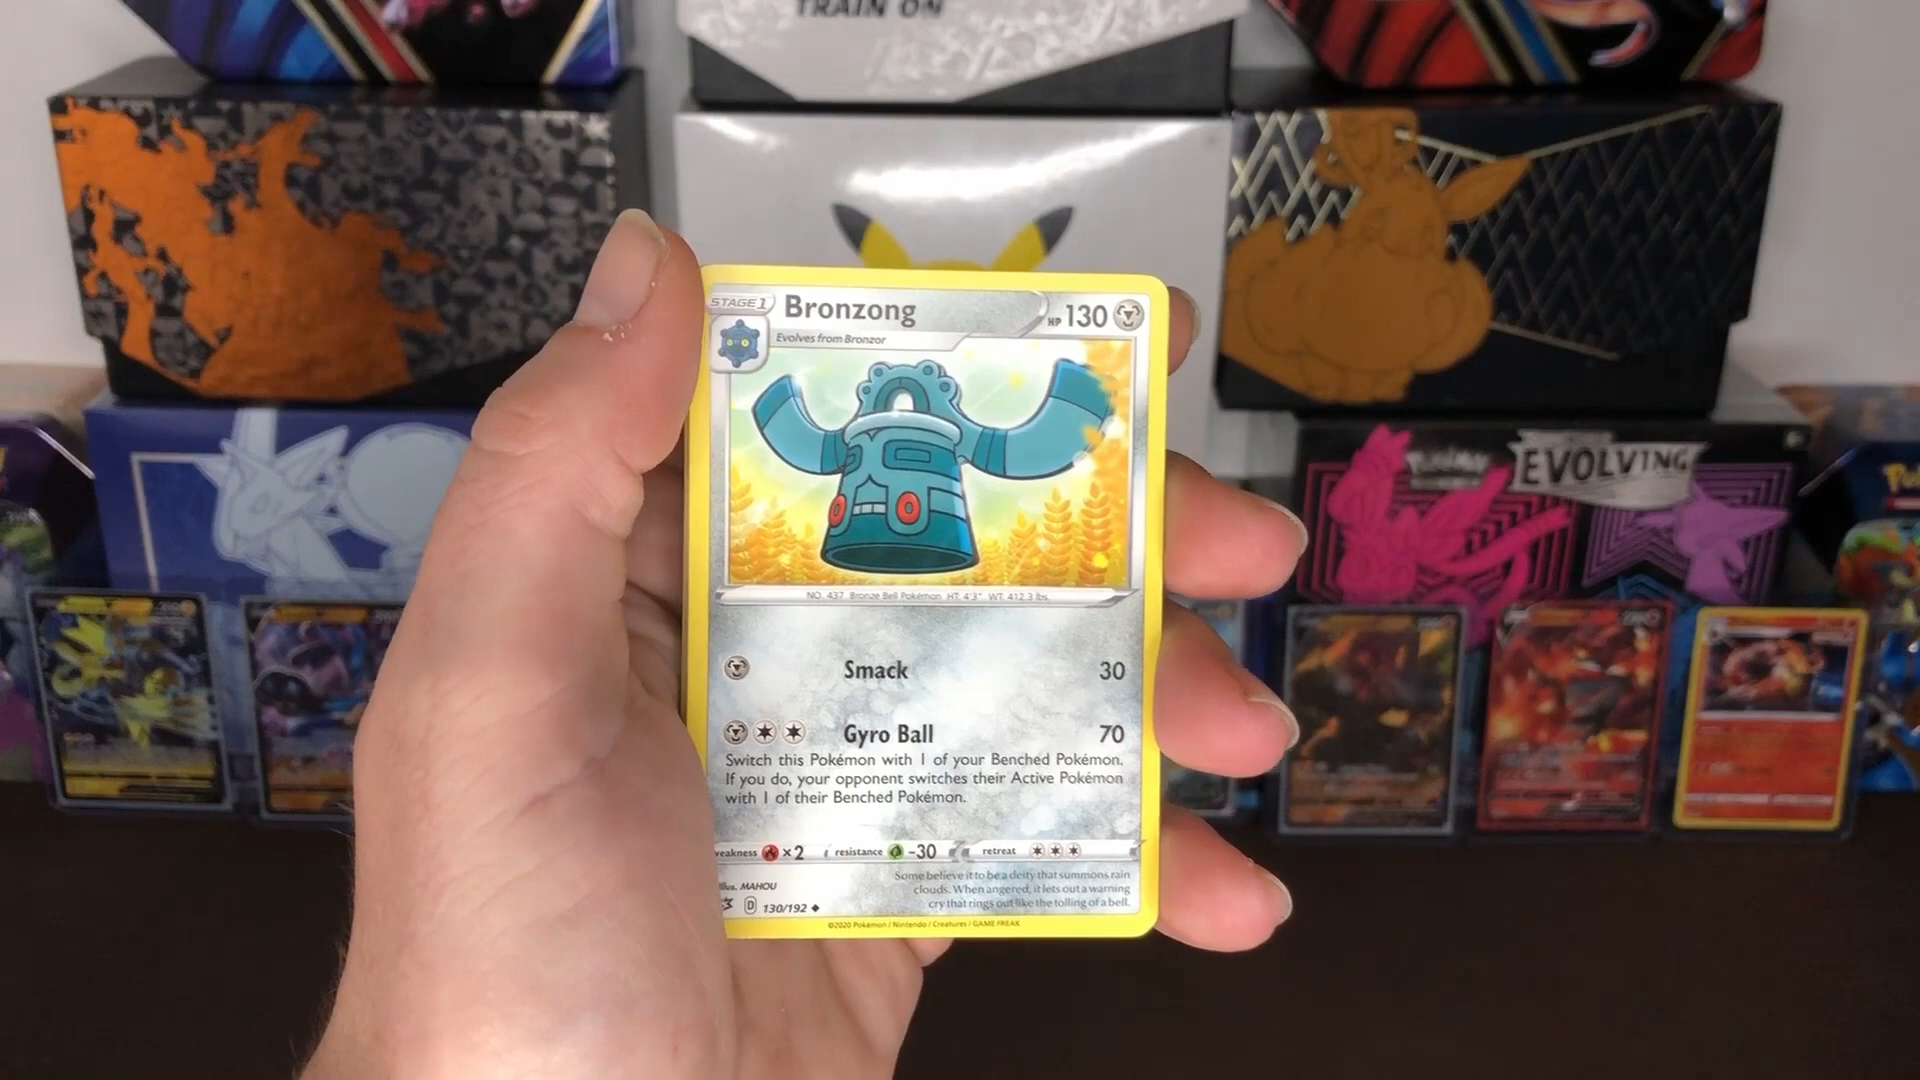 TRAIN ON
STAGE 1
Bronzong
HP 130
Evolves from Bronzor
NO. 437 Bronze Bell Pokémon HT: 4'3" WT: 412.3 lbs.
Smack 30
Gyro Ball 70
Switch this Pokémon with 1 of your Benched Pokémon.
If you do, your opponent switches their Active Pokémon
with 1 of their Benched Pokémon.
weakness ×2 resistance -30 retreat
Illus. MAHOU
Some believe it to be a deity that summons rain
clouds. When angered, it lets out a warning
cry that rings out like the tolling of a bell.
D 130/192
©2020 Pokémon / Nintendo / Creatures / GAME FREAK
Pokémon
EVOLVING